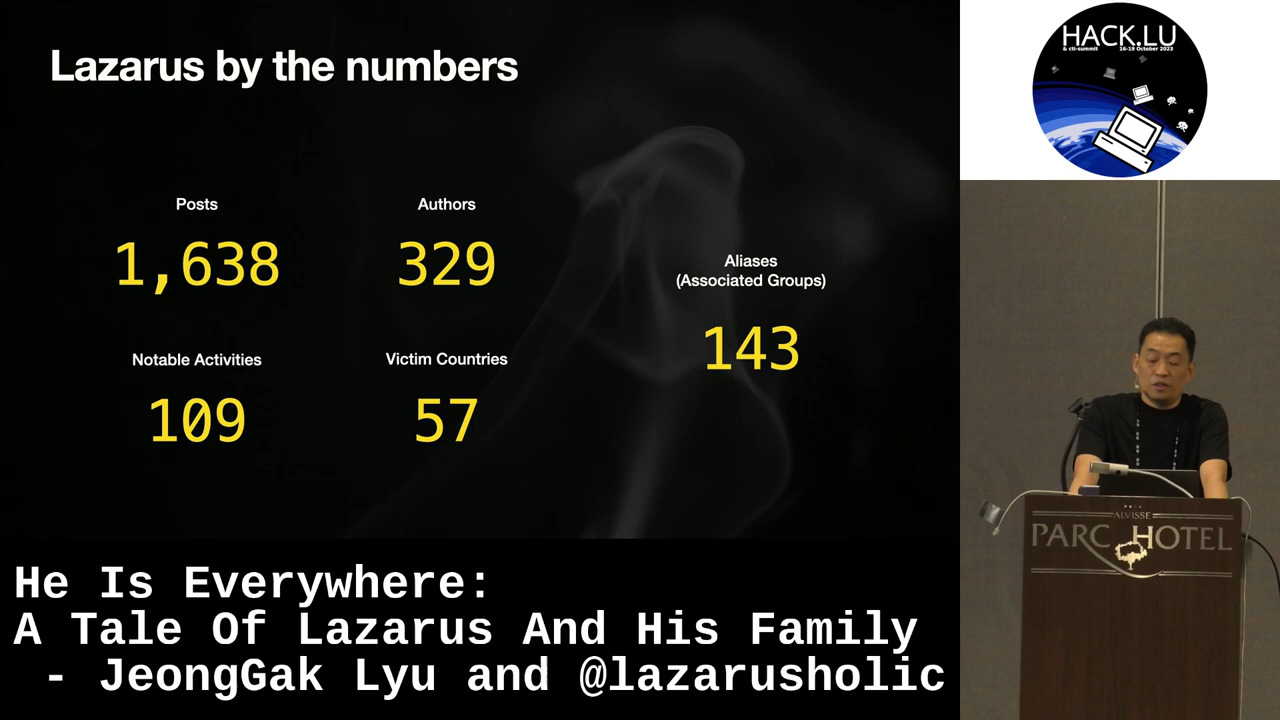 Lazarus by the numbers
Posts
1,638
Authors
329
Aliases
(Associated Groups)
143
Notable Activities
109
Victim Countries
57
He Is Everywhere:
A Tale Of Lazarus And His Family
- JeongGak Lyu and @lazarusholic
HACK.LU
& cti-summit 16-19 October 2023
ALVISSE
PARC HOTEL